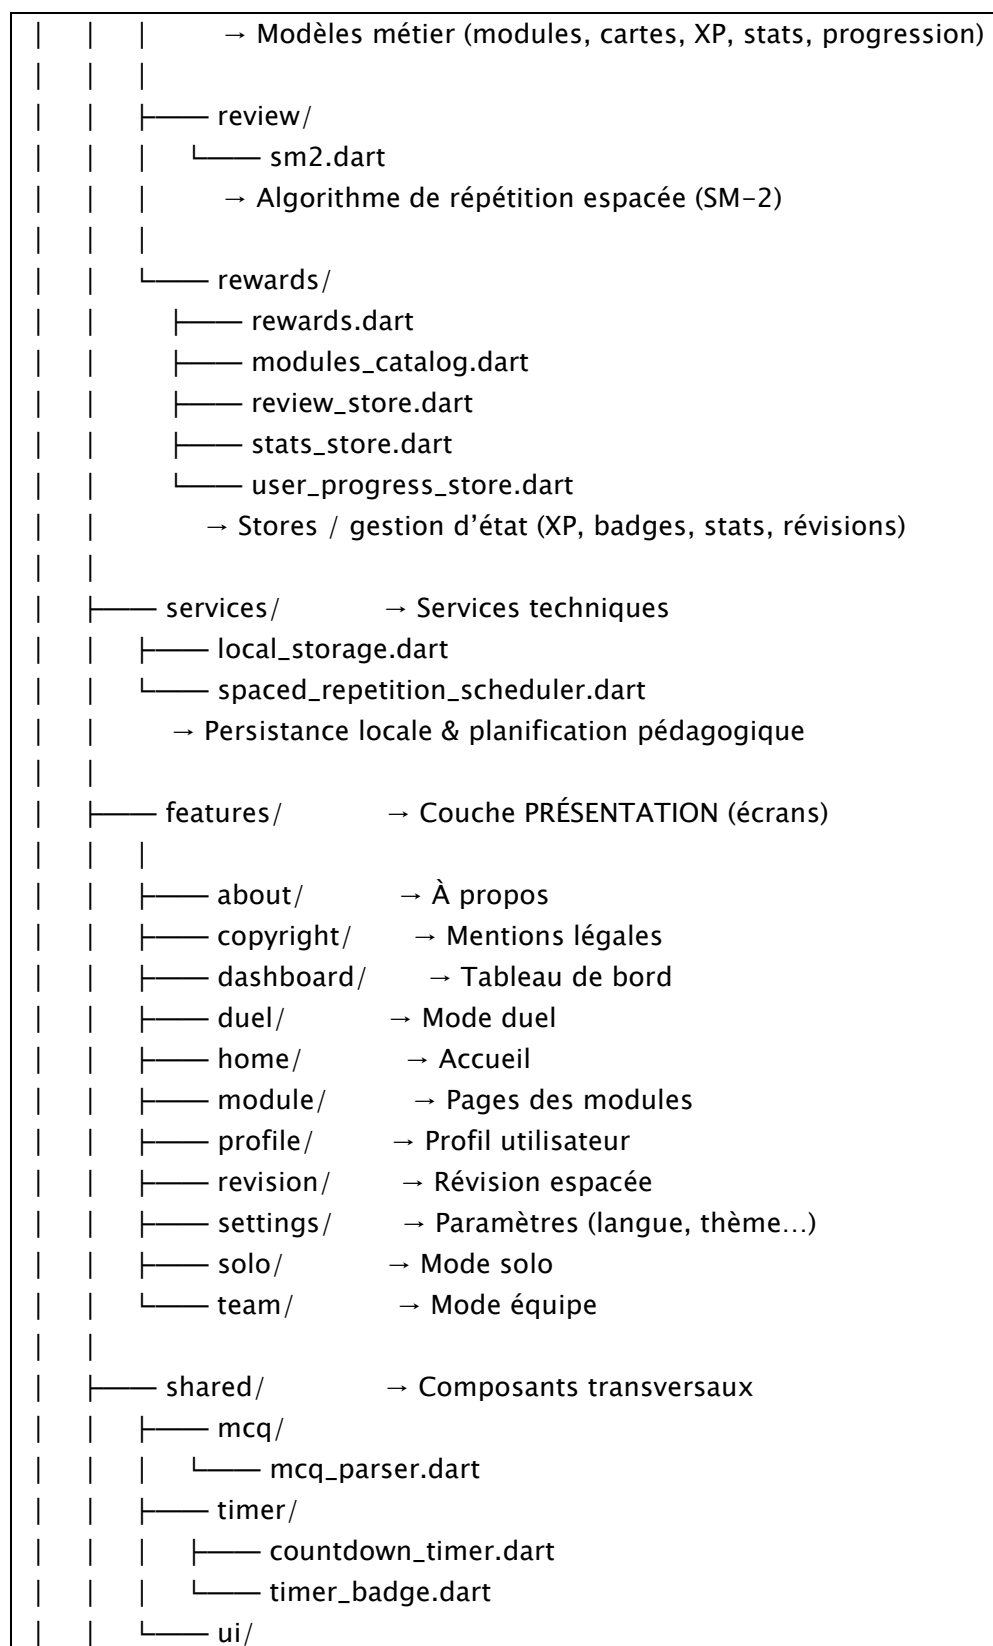 │ │ │ → Modèles métier (modules, cartes, XP, stats, progression)
│ │ │
│ │ ├── review/
│ │ │ └── sm2.dart
│ │ │ → Algorithme de répétition espacée (SM-2)
│ │ │
│ │ └── rewards/
│ │ ├── rewards.dart
│ │ ├── modules_catalog.dart
│ │ ├── review_store.dart
│ │ ├── stats_store.dart
│ │ └── user_progress_store.dart
│ │ → Stores / gestion d’état (XP, badges, stats, révisions)
│ │
│ ├── services/ → Services techniques
│ │ ├── local_storage.dart
│ │ └── spaced_repetition_scheduler.dart
│ │ → Persistance locale & planification pédagogique
│ │
│ ├── features/ → Couche PRÉSENTATION (écrans)
│ │ │
│ │ ├── about/ → À propos
│ │ ├── copyright/ → Mentions légales
│ │ ├── dashboard/ → Tableau de bord
│ │ ├── duel/ → Mode duel
│ │ ├── home/ → Accueil
│ │ ├── module/ → Pages des modules
│ │ ├── profile/ → Profil utilisateur
│ │ ├── revision/ → Révision espacée
│ │ ├── settings/ → Paramètres (langue, thème…)
│ │ ├── solo/ → Mode solo
│ │ └── team/ → Mode équipe
│ │
│ ├── shared/ → Composants transversaux
│ │ ├── mcq/
│ │ │ └── mcq_parser.dart
│ │ ├── timer/
│ │ │ ├── countdown_timer.dart
│ │ │ └── timer_badge.dart
│ │ └── ui/